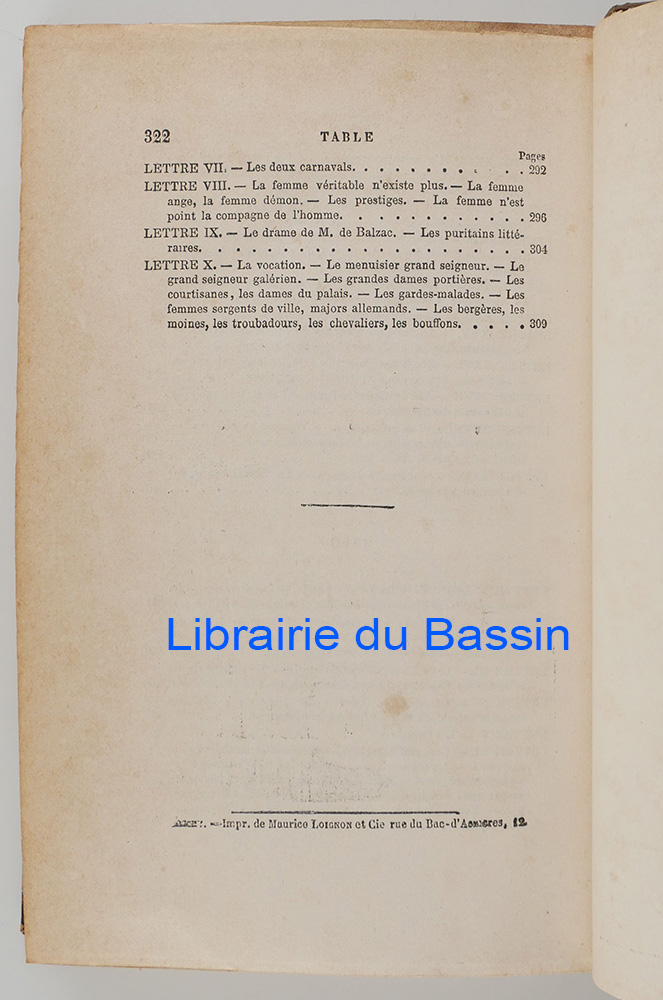 322 TABLE
Pages
LETTRE VII. — Les deux carnavals. . . . . . . . . . . . 292
LETTRE VIII. — La femme véritable n'existe plus. — La femme
ange, la femme démon. — Les prestiges. — La femme n'est
point la compagne de l'homme. . . . . . . . . . . . . 296
LETTRE IX. — Le drame de M. de Balzac. — Les puritains litté-
raires. . . . . . . . . . . . . . . . . . . . . 304
LETTRE X. — La vocation. — Le menuisier grand seigneur. — Le
grand seigneur galérien. — Les grandes dames portières. — Les
courtisanes, les dames du palais. — Les gardes-malades. — Les
femmes sergents de ville, majors allemands. — Les bergères, les
moines, les troubadours, les chevaliers, les bouffons. . . . . 309
Librairie du Bassin
— Impr. de Maurice LOIGNON et Cie rue du Bac-d'Asnières, 12.